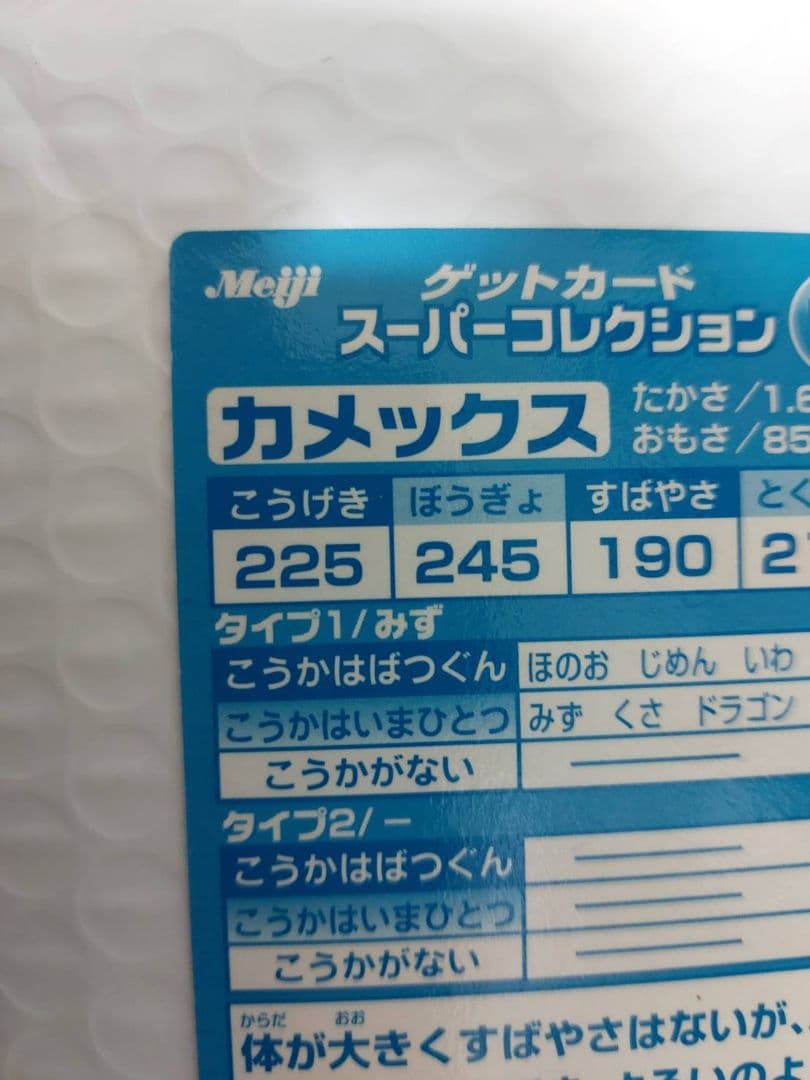 Meiji
ゲットカード
スーパーコレクション
カメックス
たかさ/1.6
おもさ/85
こうげき ぼうぎょ すばやさ とく
225 245 190 2
タイプ1/みず
こうかはばつぐん ほのお じめん いわ
こうかはいまひとつ みず くさ ドラゴン
こうかがない ―
タイプ2/ー
こうかはばつぐん ―
こうかはいまひとつ ―
こうかがない ―
からだ おお
体が大きくすばやさはないが、